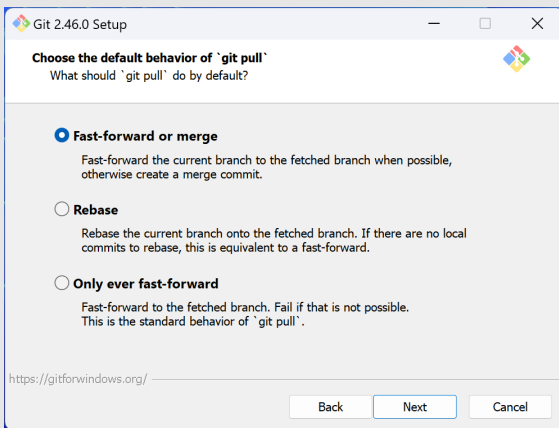 Git 2.46.0 Setup
Choose the default behavior of `git pull`
What should `git pull` do by default?
Fast-forward or merge
Fast-forward the current branch to the fetched branch when possible,
otherwise create a merge commit.
Rebase
Rebase the current branch onto the fetched branch. If there are no local
commits to rebase, this is equivalent to a fast-forward.
Only ever fast-forward
Fast-forward to the fetched branch. Fail if that is not possible.
This is the standard behavior of `git pull`.
https://gitforwindows.org/
Back Next Cancel